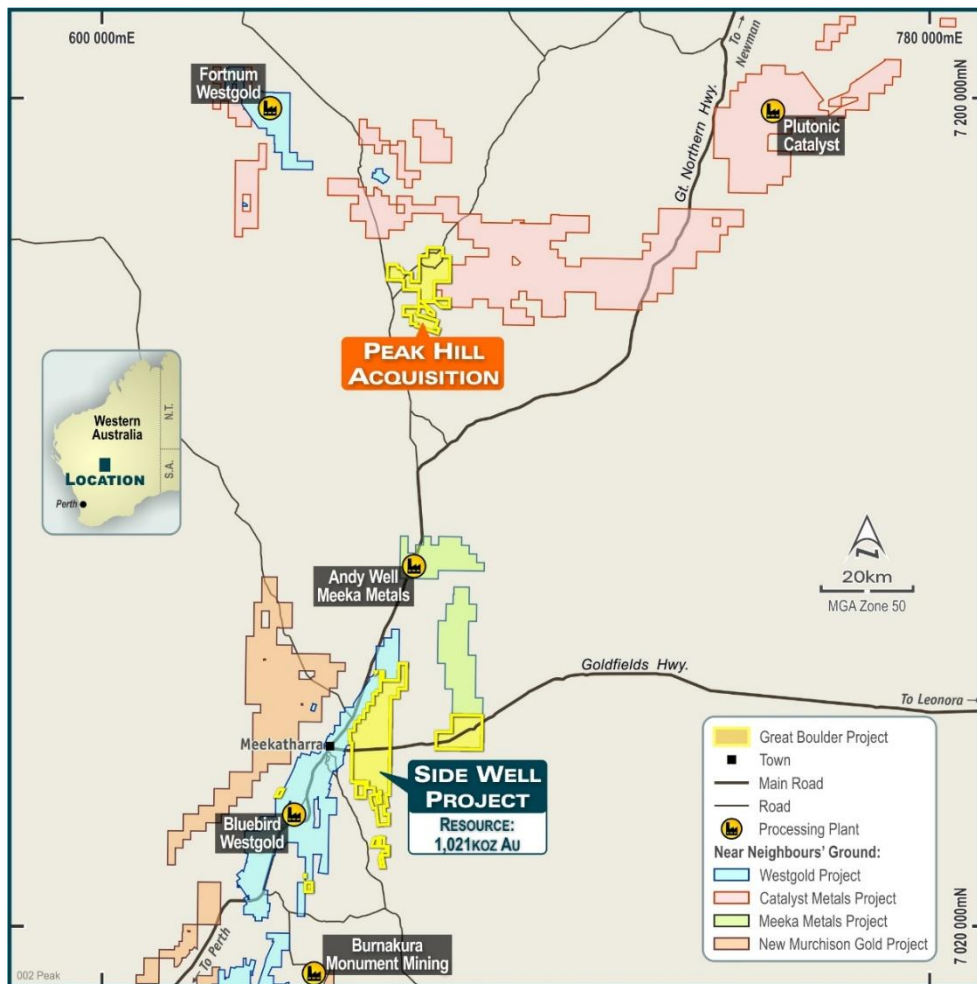 600 000mE
780 000mE
To →
Newman
Fortnum
Westgold
Plutonic
Catalyst
7 200 000mN
Gt. Northern Hwy.
PEAK HILL
ACQUISITION
Western
Australia
N.T.
S.A.
LOCATION
Perth
Andy Well
Meeka Metals
N
20km
MGA Zone 50
Goldfields Hwy.
To Leonora →
Meekatharra
SIDE WELL
PROJECT
RESOURCE:
1,021KOZ AU
Bluebird
Westgold
← To Perth
Burnakura
Monument Mining
Great Boulder Project
Town
Main Road
Road
Processing Plant
Near Neighbours' Ground:
Westgold Project
Catalyst Metals Project
Meeka Metals Project
New Murchison Gold Project
7 020 000mN
002 Peak